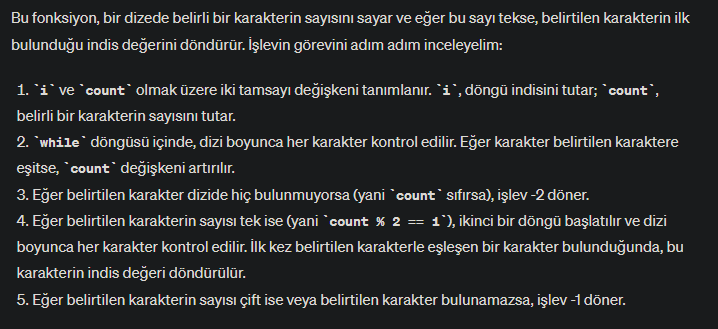 Bu fonksiyon, bir dizede belirli bir karakterin sayısını sayar ve eğer bu sayı tekse, belirtilen karakterin ilk
bulunduğu indis değerini döndürür. İşlevin görevini adım adım inceleyelim:
1. `i` ve `count` olmak üzere iki tamsayı değişkeni tanımlanır. `i`, döngü indisini tutar; `count`,
belirli bir karakterin sayısını tutar.
2. `while` döngüsü içinde, dizi boyunca her karakter kontrol edilir. Eğer karakter belirtilen karaktere
eşitse, `count` değişkeni artırılır.
3. Eğer belirtilen karakter dizide hiç bulunmuyorsa (yani `count` sıfırsa), işlev -2 döner.
4. Eğer belirtilen karakterin sayısı tek ise (yani `count % 2 == 1`), ikinci bir döngü başlatılır ve dizi
boyunca her karakter kontrol edilir. İlk kez belirtilen karakterle eşleşen bir karakter bulunduğunda, bu
karakterin indis değeri döndürülür.
5. Eğer belirtilen karakterin sayısı çift ise veya belirtilen karakter bulunamazsa, işlev -1 döner.